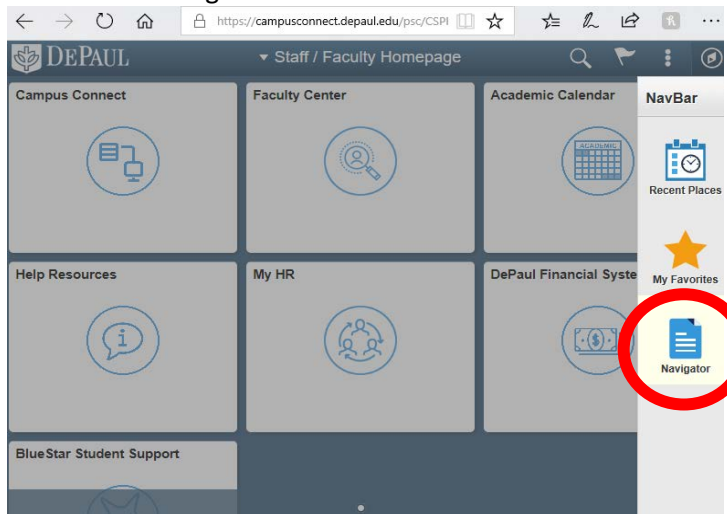 https://campusconnect.depaul.edu/psc/CSPI
DEPAUL
Staff / Faculty Homepage
Campus Connect
Faculty Center
Academic Calendar
NavBar
ACADEMIC
Recent Places
Help Resources
My HR
DePaul Financial Syste
My Favorites
Navigator
BlueStar Student Support